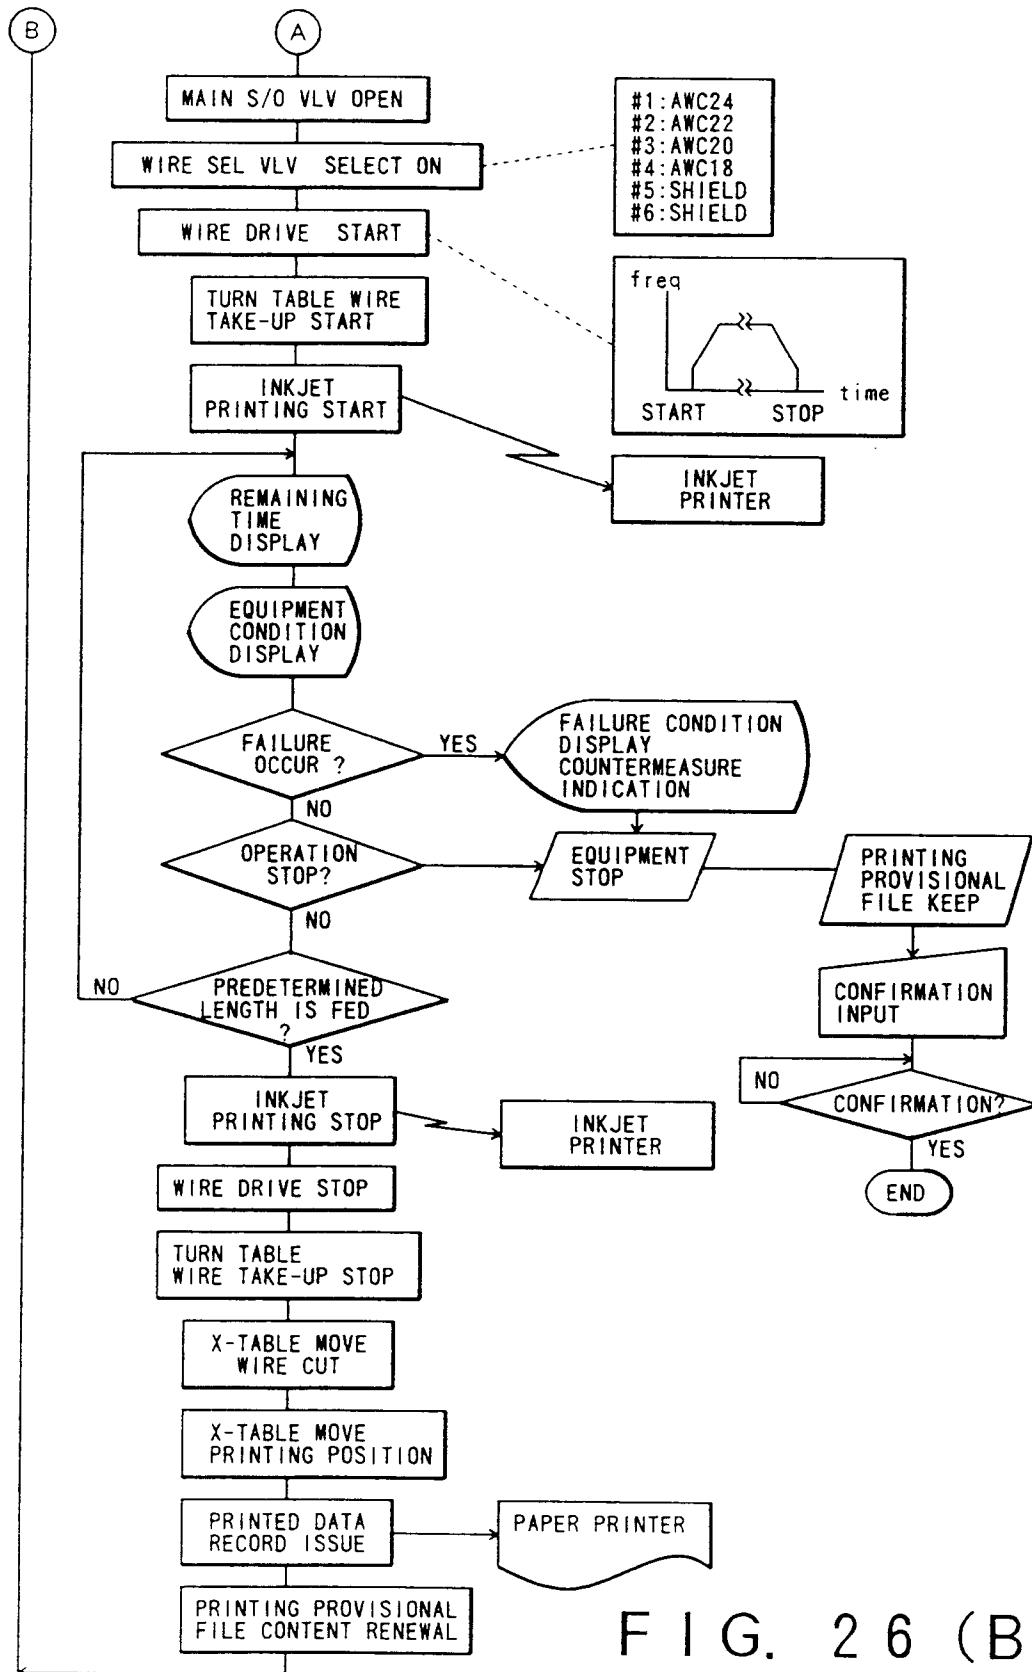 B
A
MAIN S/O VLV OPEN
WIRE SEL VLV SELECT ON
#1:AWC24
#2:AWC22
#3:AWC20
#4:AWC18
#5:SHIELD
#6:SHIELD
WIRE DRIVE START
TURN TABLE WIRE
TAKE-UP START
freq
time
START STOP
INKJET
PRINTING START
INKJET
PRINTER
REMAINING
TIME
DISPLAY
EQUIPMENT
CONDITION
DISPLAY
FAILURE
OCCUR ?
YES
FAILURE CONDITION
DISPLAY
COUNTERMEASURE
INDICATION
NO
OPERATION
STOP?
EQUIPMENT
STOP
PRINTING
PROVISIONAL
FILE KEEP
NO
CONFIRMATION
INPUT
NO
PREDETERMINED
LENGTH IS FED
?
YES
NO
CONFIRMATION?
YES
END
INKJET
PRINTING STOP
INKJET
PRINTER
WIRE DRIVE STOP
TURN TABLE
WIRE TAKE-UP STOP
X-TABLE MOVE
WIRE CUT
X-TABLE MOVE
PRINTING POSITION
PRINTED DATA
RECORD ISSUE
PAPER PRINTER
PRINTING PROVISIONAL
FILE CONTENT RENEWAL
FIG. 26 (B